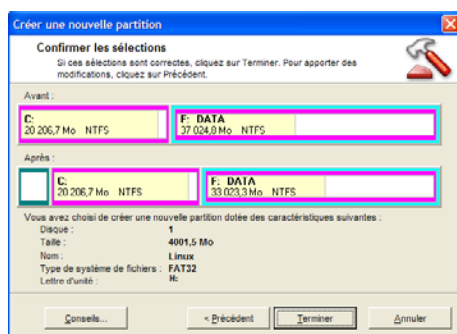 Créer une nouvelle partition
Confirmer les sélections
Si ces sélections sont correctes, cliquez sur Terminer. Pour apporter des
modifications, cliquez sur Précédent.
Avant :
C: F: DATA
20 206,7 Mo NTFS 37 024,8 Mo NTFS
Après :
C: F: DATA
20 206,7 Mo NTFS 33 023,3 Mo NTFS
Vous avez choisi de créer une nouvelle partition dotée des caractéristiques suivantes :
Disque : 1
Taille : 4001,5 Mo
Nom : Linux
Type de système de fichiers : FAT32
Lettre d'unité : H:
Conseils... < Précédent Terminer Annuler